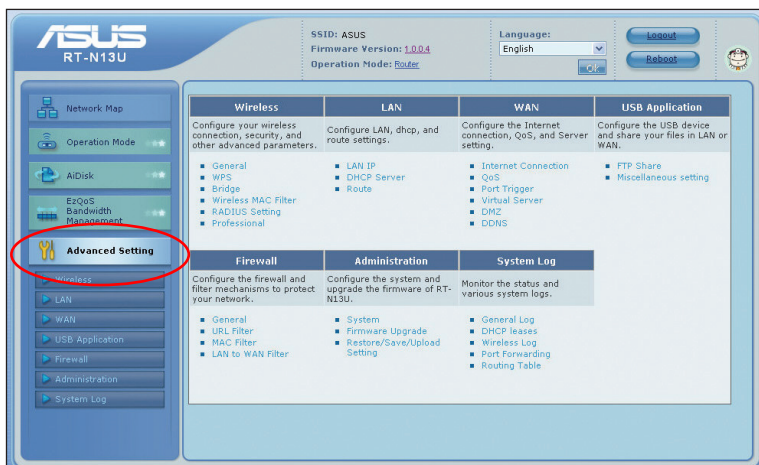 ASUS
RT-N13U
SSID: ASUS
Firmware Version: 1.0.0.4
Operation Mode: Router
Language:
English
Logout
Reboot
Network Map
Operation Mode
AiDisk
EzQoS
Bandwidth
Management
Advanced Setting
Wireless
LAN
WAN
USB Application
Firewall
Administration
System Log
Wireless
Configure your wireless
connection, security, and
other advanced parameters.
General
WPS
Bridge
Wireless MAC Filter
RADIUS Setting
Professional
LAN
Configure LAN, dhcp, and
route settings.
LAN IP
DHCP Server
Route
WAN
Configure the Internet
connection, QoS, and Server
setting.
Internet Connection
QoS
Port Trigger
Virtual Server
DMZ
DDNS
USB Application
Configure the USB device
and share your files in LAN or
WAN.
FTP Share
Miscellaneous setting
Firewall
Configure the firewall and
filter mechanisms to protect
your network.
General
URL Filter
MAC Filter
LAN to WAN Filter
Administration
Configure the system and
upgrade the firmware of RT-
N13U.
System
Firmware Upgrade
Restore/Save/Upload
Setting
System Log
Monitor the status and
various system logs.
General Log
DHCP leases
Wireless Log
Port Forwarding
Routing Table